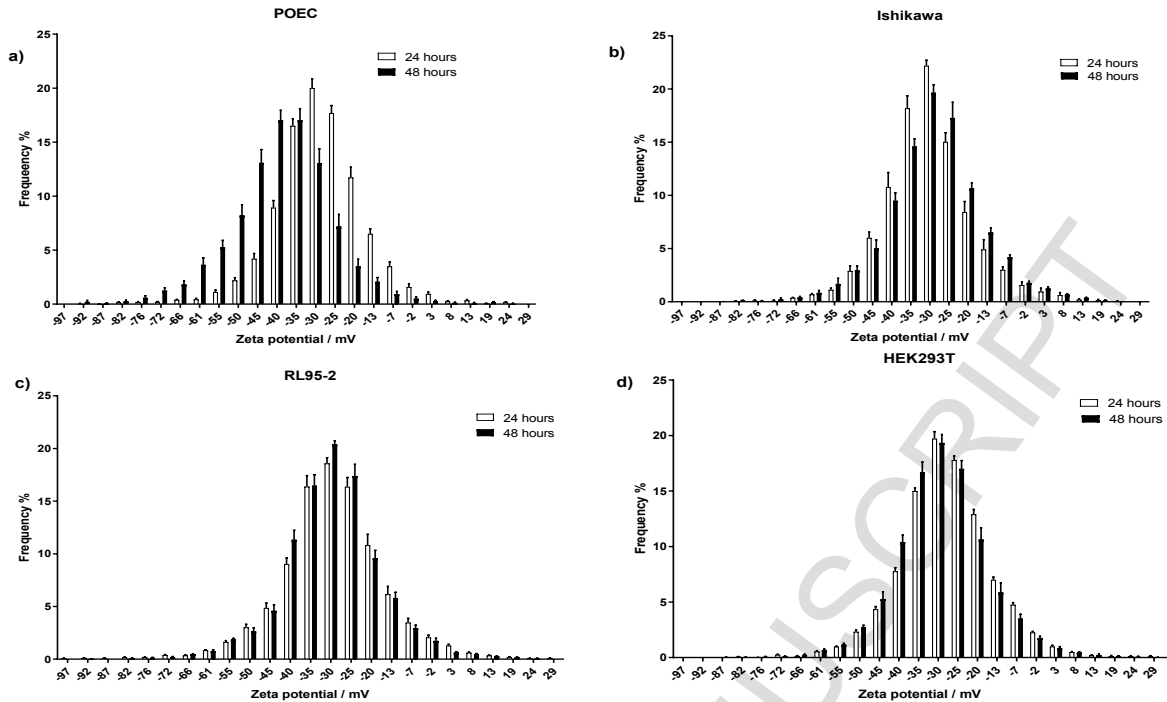 POEC
a)
24 hours
48 hours
25
20
15
10
5
0
Frequeency %
-97 -92 -87 -82 -76 -72 -66 -61 -55 -50 -45 -40 -35 -30 -25 -20 -13 -7 -2 3 8 13 19 24 29
Zeta potential / mV
Ishikawa
b)
24 hours
48 hours
25
20
15
10
5
0
Frequency %
-97 -92 -87 -82 -76 -72 -66 -61 -55 -50 -45 -40 -35 -30 -25 -20 -13 -7 -2 3 8 13 19 24 29
Zeta potential / mV
RL95-2
c)
24 hours
48 hours
25
20
15
10
5
0
Frequency %
-97 -92 -87 -82 -76 -72 -66 -61 -55 -50 -45 -40 -35 -30 -25 -20 -13 -7 -2 3 8 13 19 24 29
Zeta potential / mV
HEK293T
d)
24 hours
48 hours
25
20
15
10
5
0
Frequency %
-97 -92 -87 -82 -76 -72 -66 -61 -55 -50 -45 -40 -35 -30 -25 -20 -13 -7 -2 3 8 13 19 24 29
Zeta potential / mV
USCRIPT